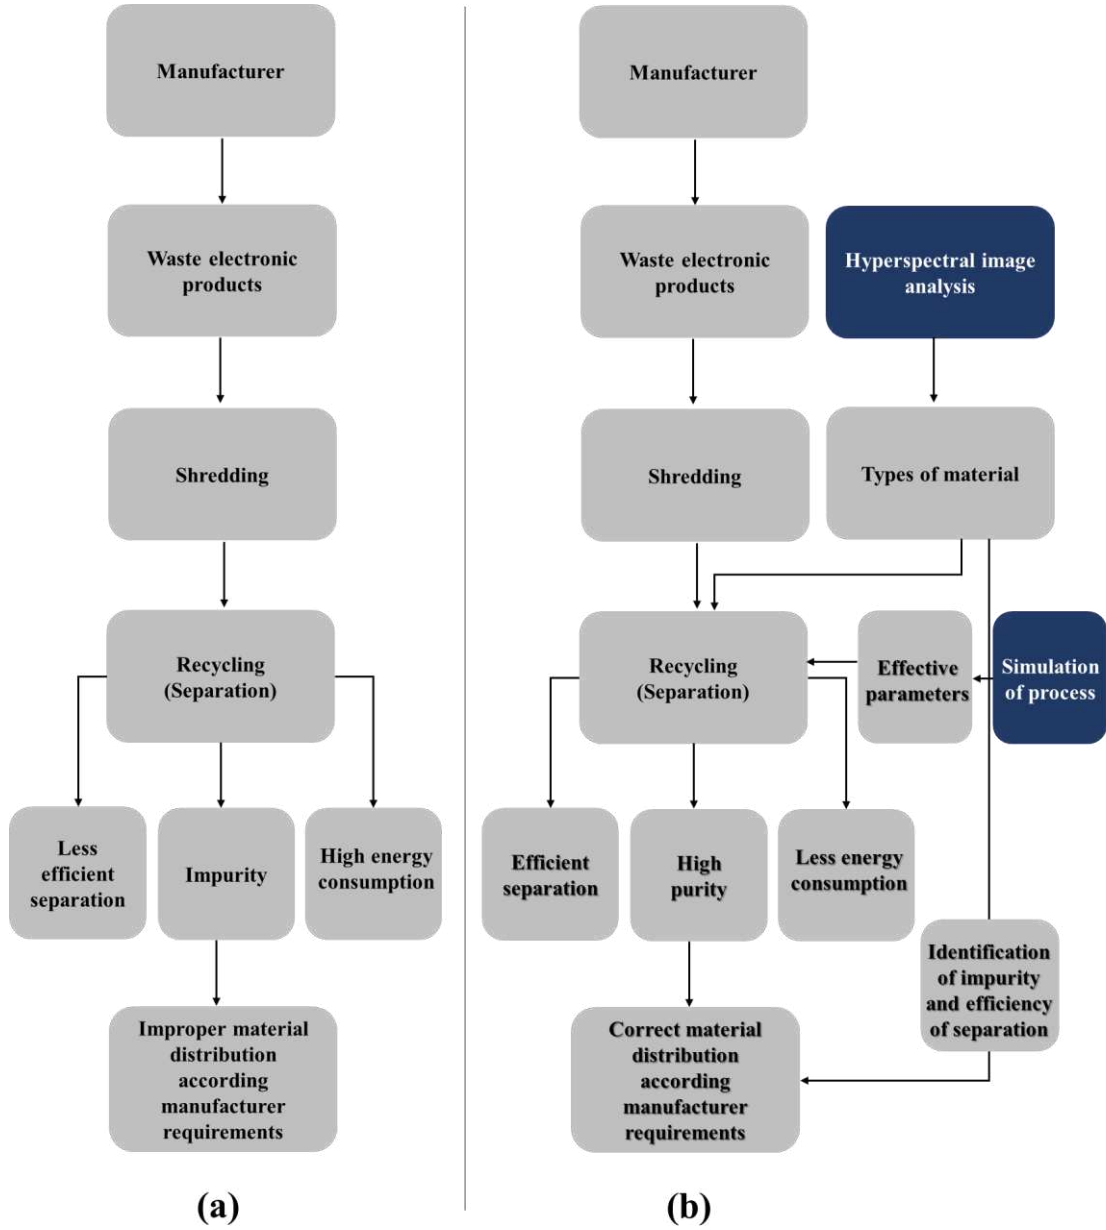 Manufacturer
Waste electronic
products
Shredding
Recycling
(Separation)
Less
efficient
separation
Impurity
High energy
consumption
Improper material
distribution
according
manufacturer
requirements
(a)
Manufacturer
Waste electronic
products
Hyperspectral image
analysis
Shredding
Types of material
Recycling
(Separation)
Effective
parameters
Simulation
of process
Efficient
separation
High
purity
Less energy
consumption
Identification
of impurity
and efficiency
of separation
Correct material
distribution
according
manufacturer
requirements
(b)